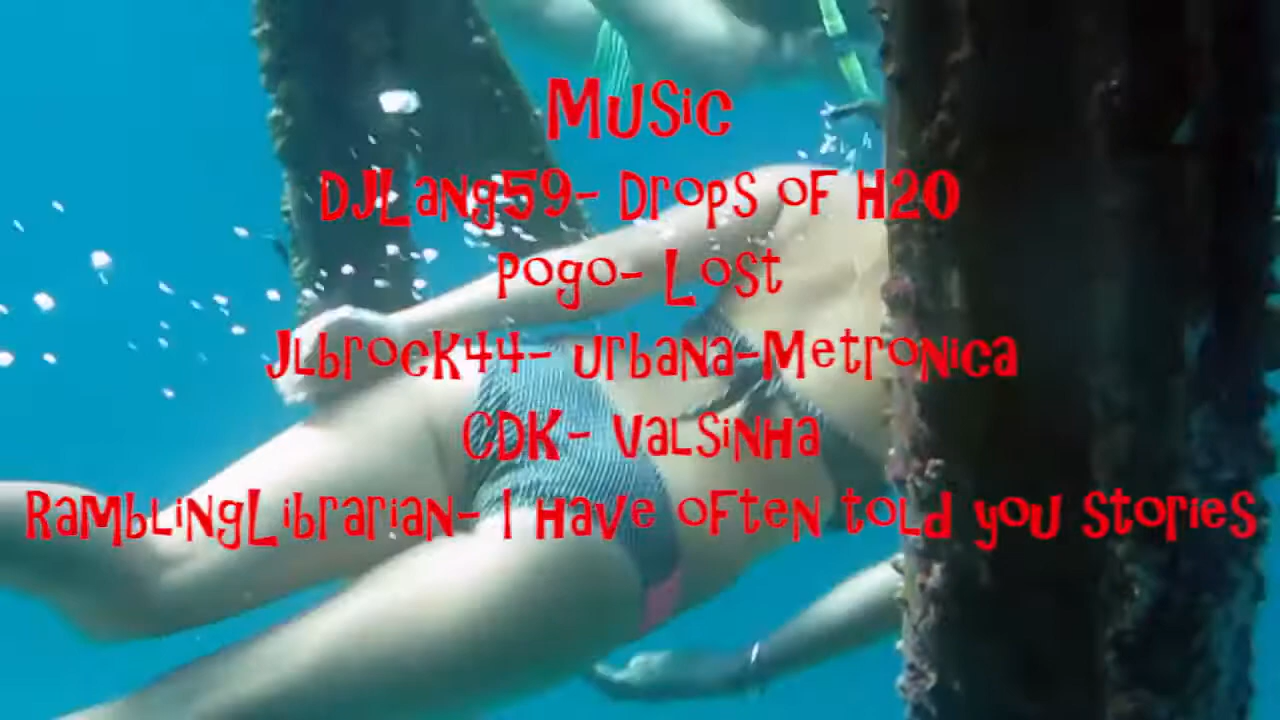 Music
DJLang59- Drops of H2O
Pogo- Lost
Jlbrock44- Urbana-Metronica
CDK- Valsinha
RamblingLibrarian- I Have Often Told You Stories